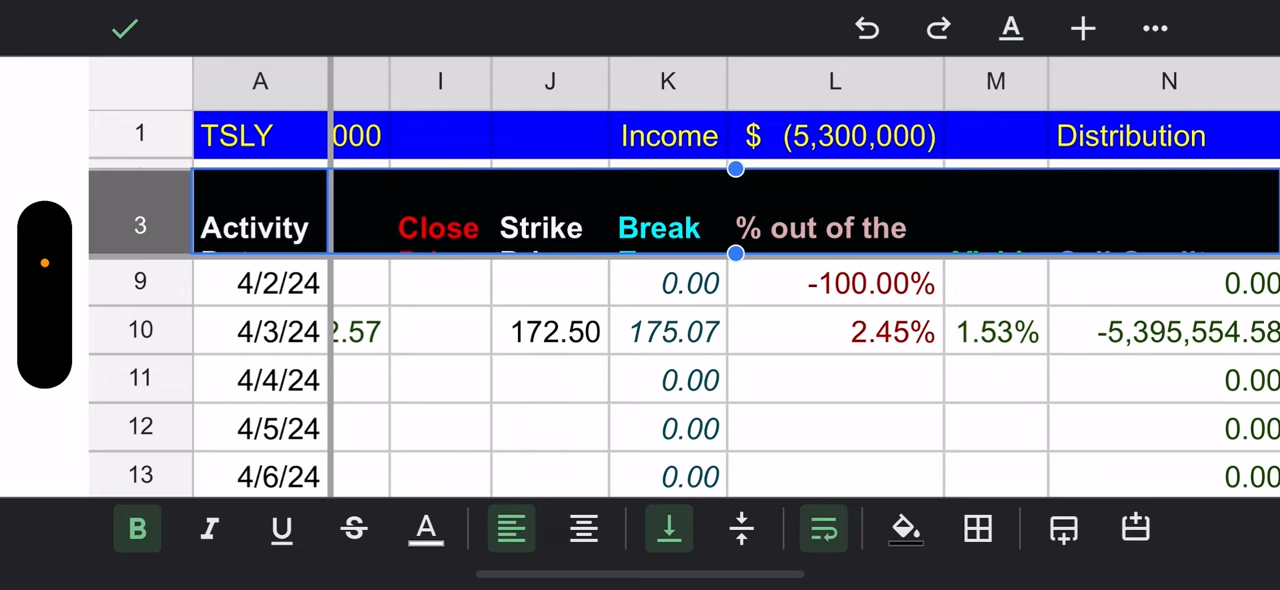 A I J K L M N
1 TSLY 000 Income $ (5,300,000) Distribution
3 Activity Close Strike Break % out of the
9 4/2/24 0.00 -100.00% 0.00
10 4/3/24 2.57 172.50 175.07 2.45% 1.53% -5,395,554.58
11 4/4/24 0.00 0.00
12 4/5/24 0.00 0.00
13 4/6/24 0.00 0.00
B I U S A